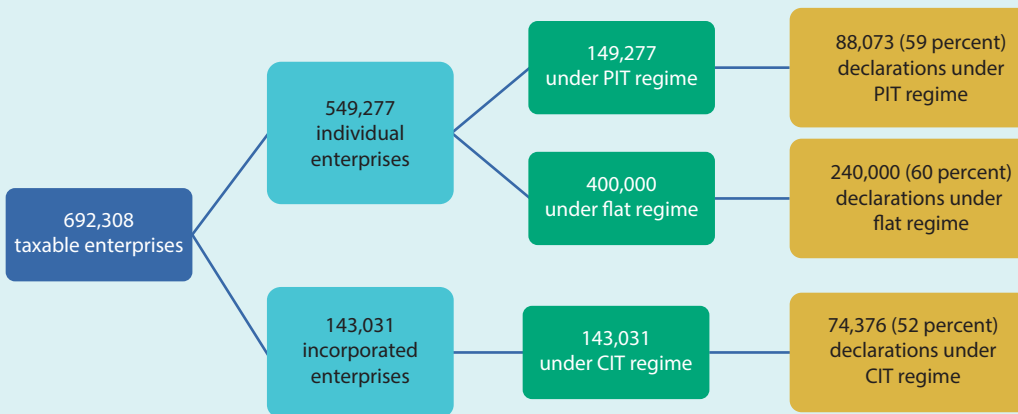 692,308
taxable enterprises
549,277
individual
enterprises
143,031
incorporated
enterprises
149,277
under PIT regime
400,000
under flat regime
143,031
under CIT regime
88,073 (59 percent)
declarations under
PIT regime
240,000 (60 percent)
declarations under
flat regime
74,376 (52 percent)
declarations under
CIT regime